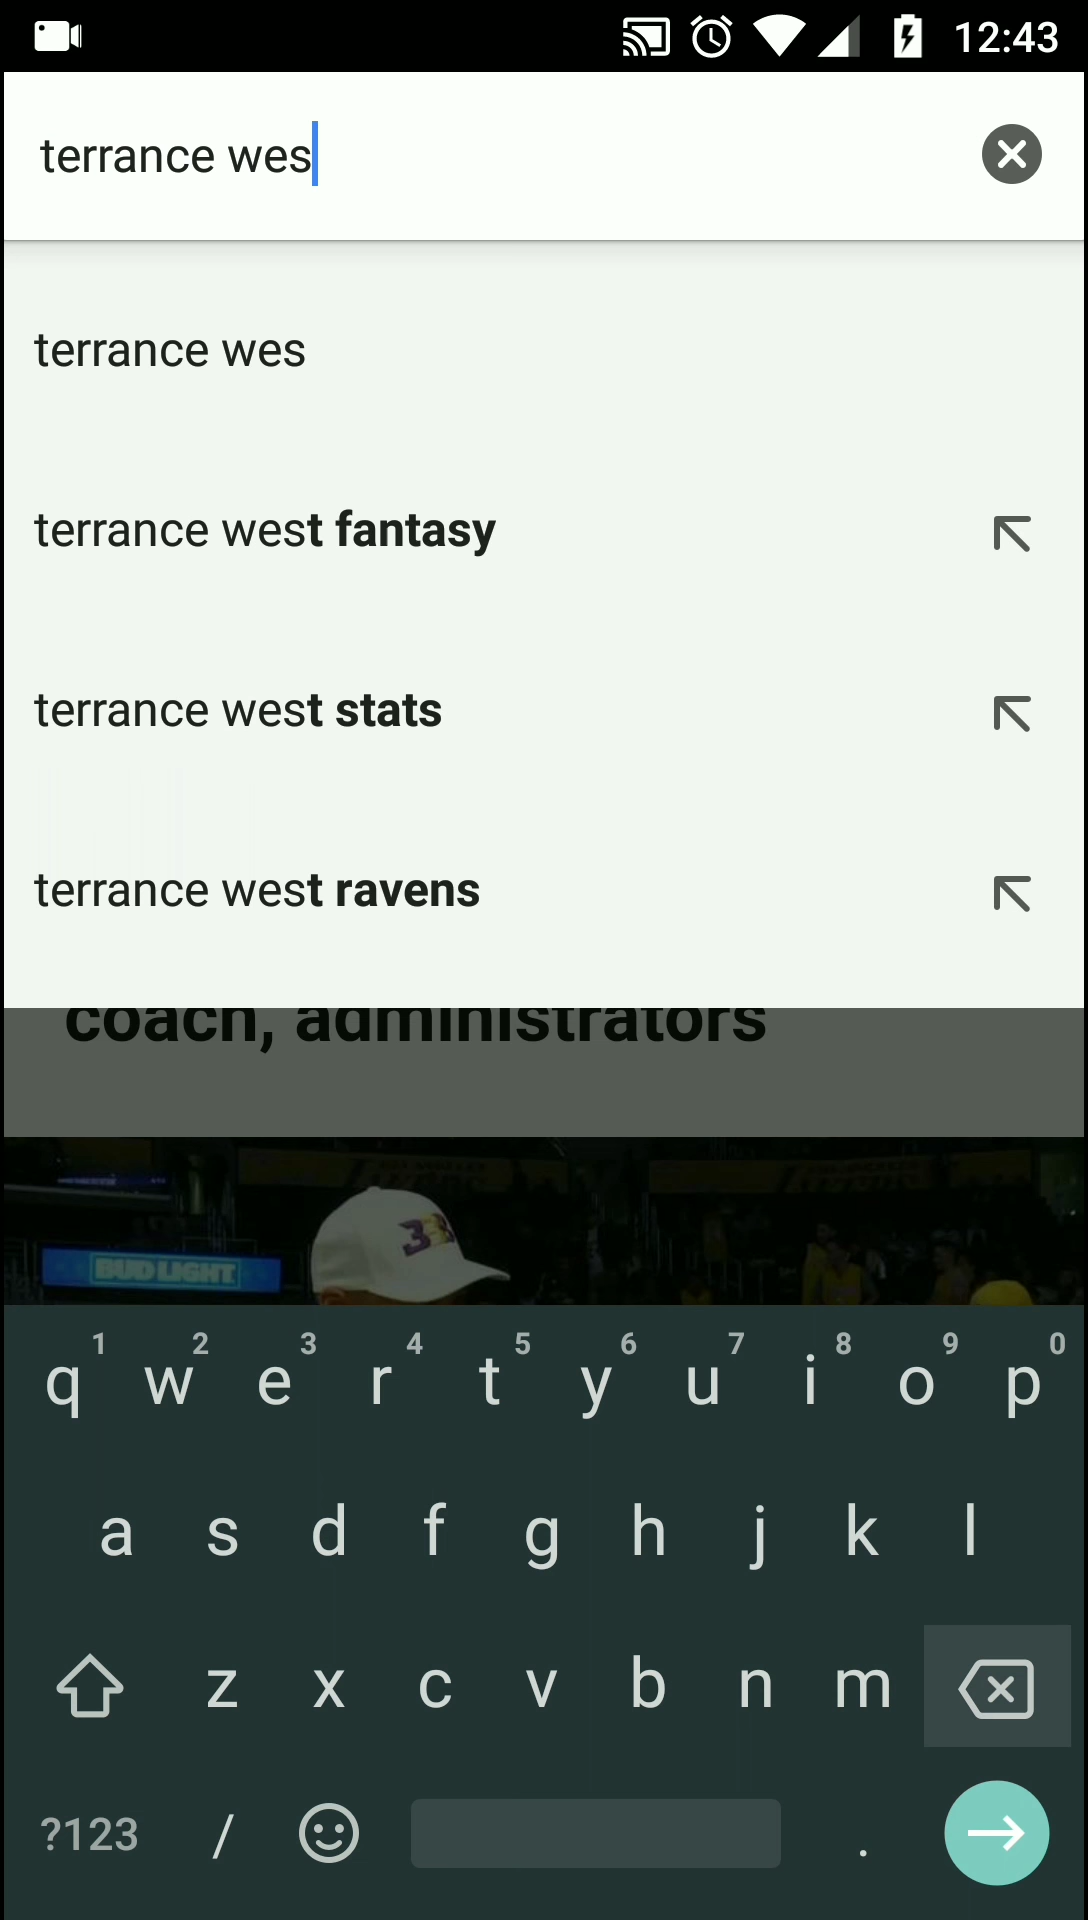 12:43
terrance wes
terrance wes
terrance west fantasy
terrance west stats
terrance west ravens
coach, administrators
BUD LIGHT
1 2 3 4 5 6 7 8 9 0
q w e r t y u i o p
a s d f g h j k l
z x c v b n m
?123 / .